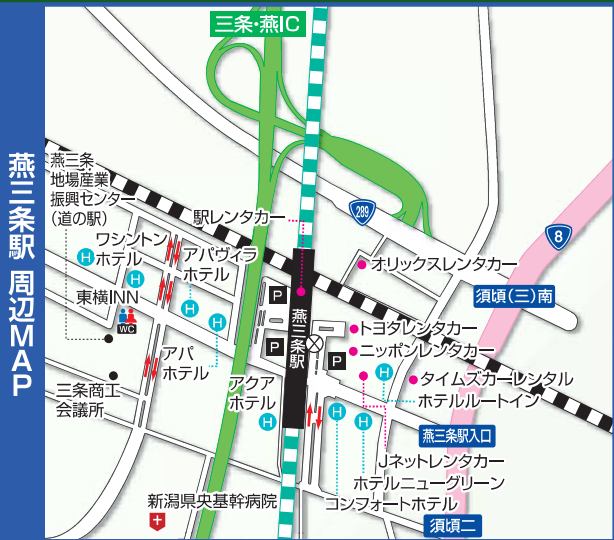 三条・燕IC
燕三条駅 周辺MAP
燕三条
地場産業
振興センター
(道の駅)
駅レンタカー
289
8
ワシントン
ホテル
アパヴィラ
ホテル
オリックスレンタカー
須頃(三)南
東横INN
WC
P
P
P
燕三条駅
トヨタレンタカー
ニッポンレンタカー
アパ
ホテル
タイムズカーレンタル
ホテルルートイン
三条商工
会議所
アクア
ホテル
燕三条駅入口
Jネットレンタカー
ホテルニューグリーン
コンフォートホテル
新潟県央基幹病院
須頃二
H
H
H
H
H
H
H
H